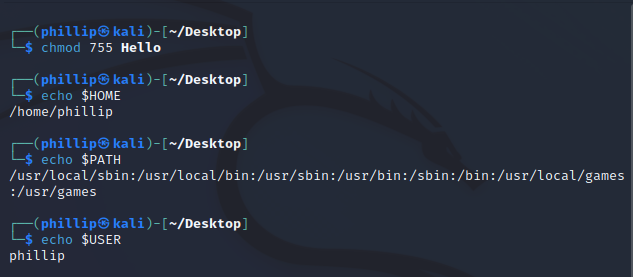 ┌──(phillip㉿kali)-[~/Desktop]
└─$ chmod 755 Hello
┌──(phillip㉿kali)-[~/Desktop]
└─$ echo $HOME
/home/phillip
┌──(phillip㉿kali)-[~/Desktop]
└─$ echo $PATH
/usr/local/sbin:/usr/local/bin:/usr/sbin:/usr/bin:/sbin:/bin:/usr/local/games
:/usr/games
┌──(phillip㉿kali)-[~/Desktop]
└─$ echo $USER
phillip